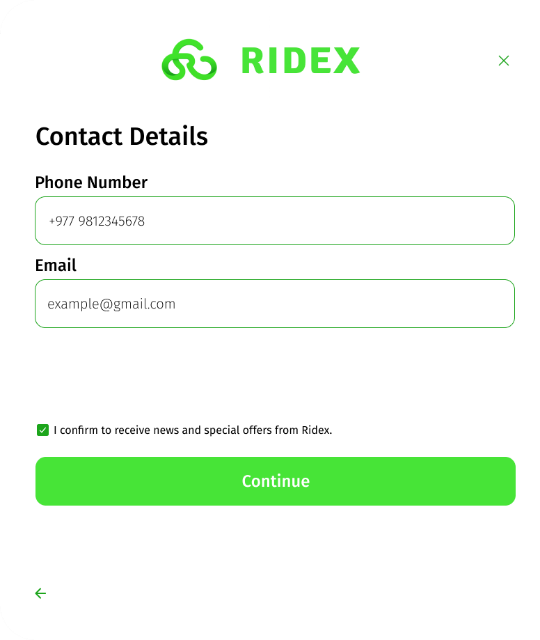 RIDEX
Contact Details
Phone Number
+977 9812345678
Email
example@gmail.com
I confirm to receive news and special offers from Ridex.
Continue